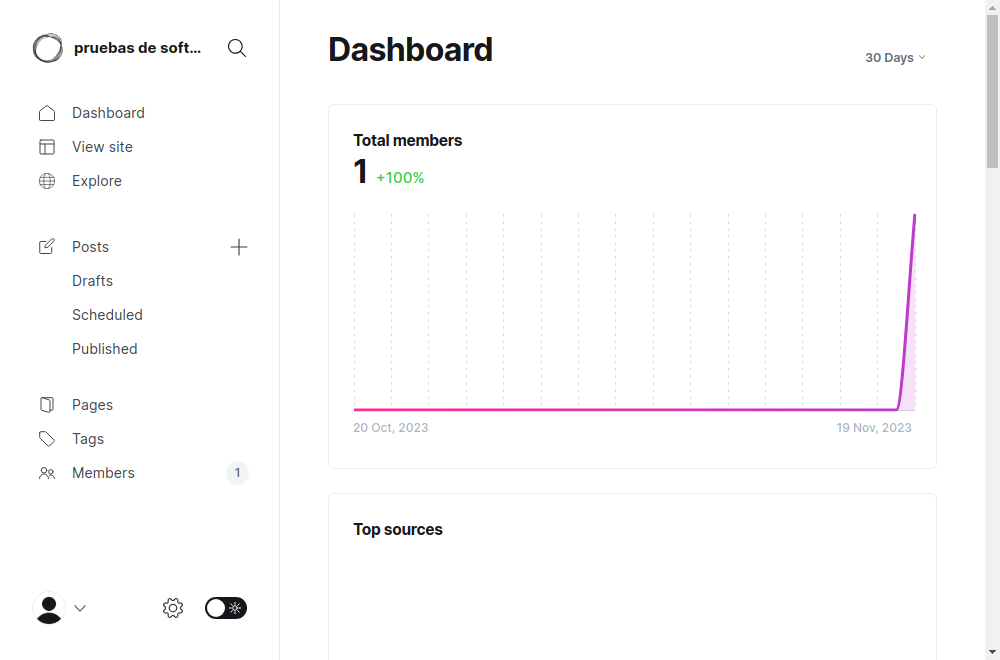 pruebas de soft...
Dashboard
View site
Explore
Posts
Drafts
Scheduled
Published
Pages
Tags
Members
1
Dashboard
30 Days
Total members
1 +100%
20 Oct, 2023
19 Nov, 2023
Top sources